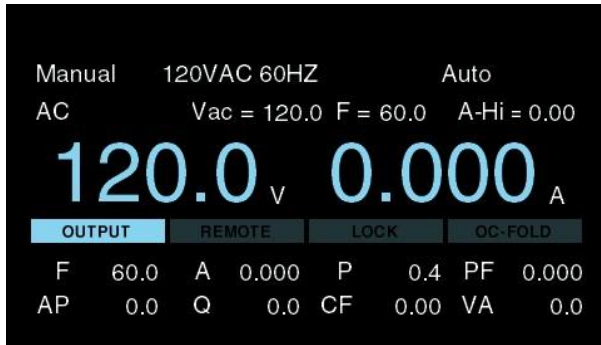 Manual 120VAC 60HZ Auto
AC Vac = 120.0 F = 60.0 A-Hi = 0.00
120.0 V 0.000 A
OUTPUT REMOTE LOCK OC-FOLD
F 60.0 A 0.000 P 0.4 PF 0.000
AP 0.0 Q 0.0 CF 0.00 VA 0.0